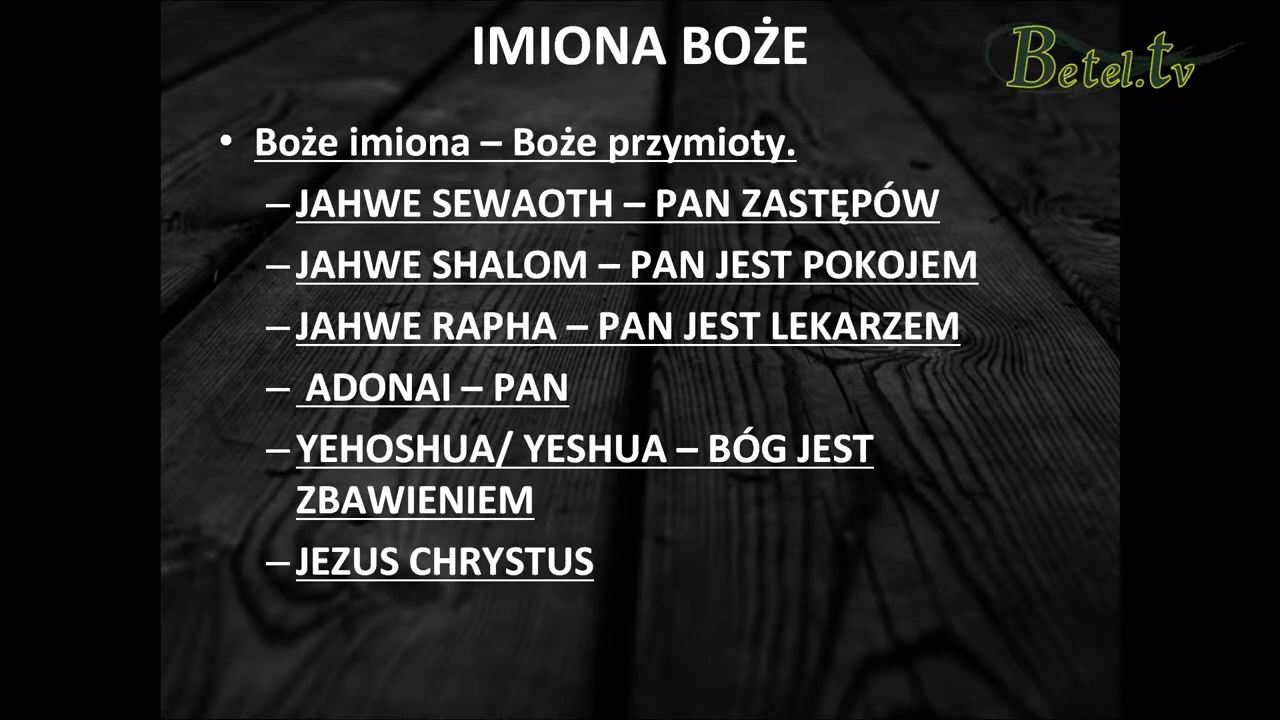 IMIONA BOŻE
Betel.tv
• Boże imiona – Boże przymioty.
– JAHWE SEWAOTH – PAN ZASTĘPÓW
– JAHWE SHALOM – PAN JEST POKOJEM
– JAHWE RAPHA – PAN JEST LEKARZEM
– ADONAI – PAN
– YEHOSHUA/ YESHUA – BÓG JEST
ZBAWIENIEM
– JEZUS CHRYSTUS